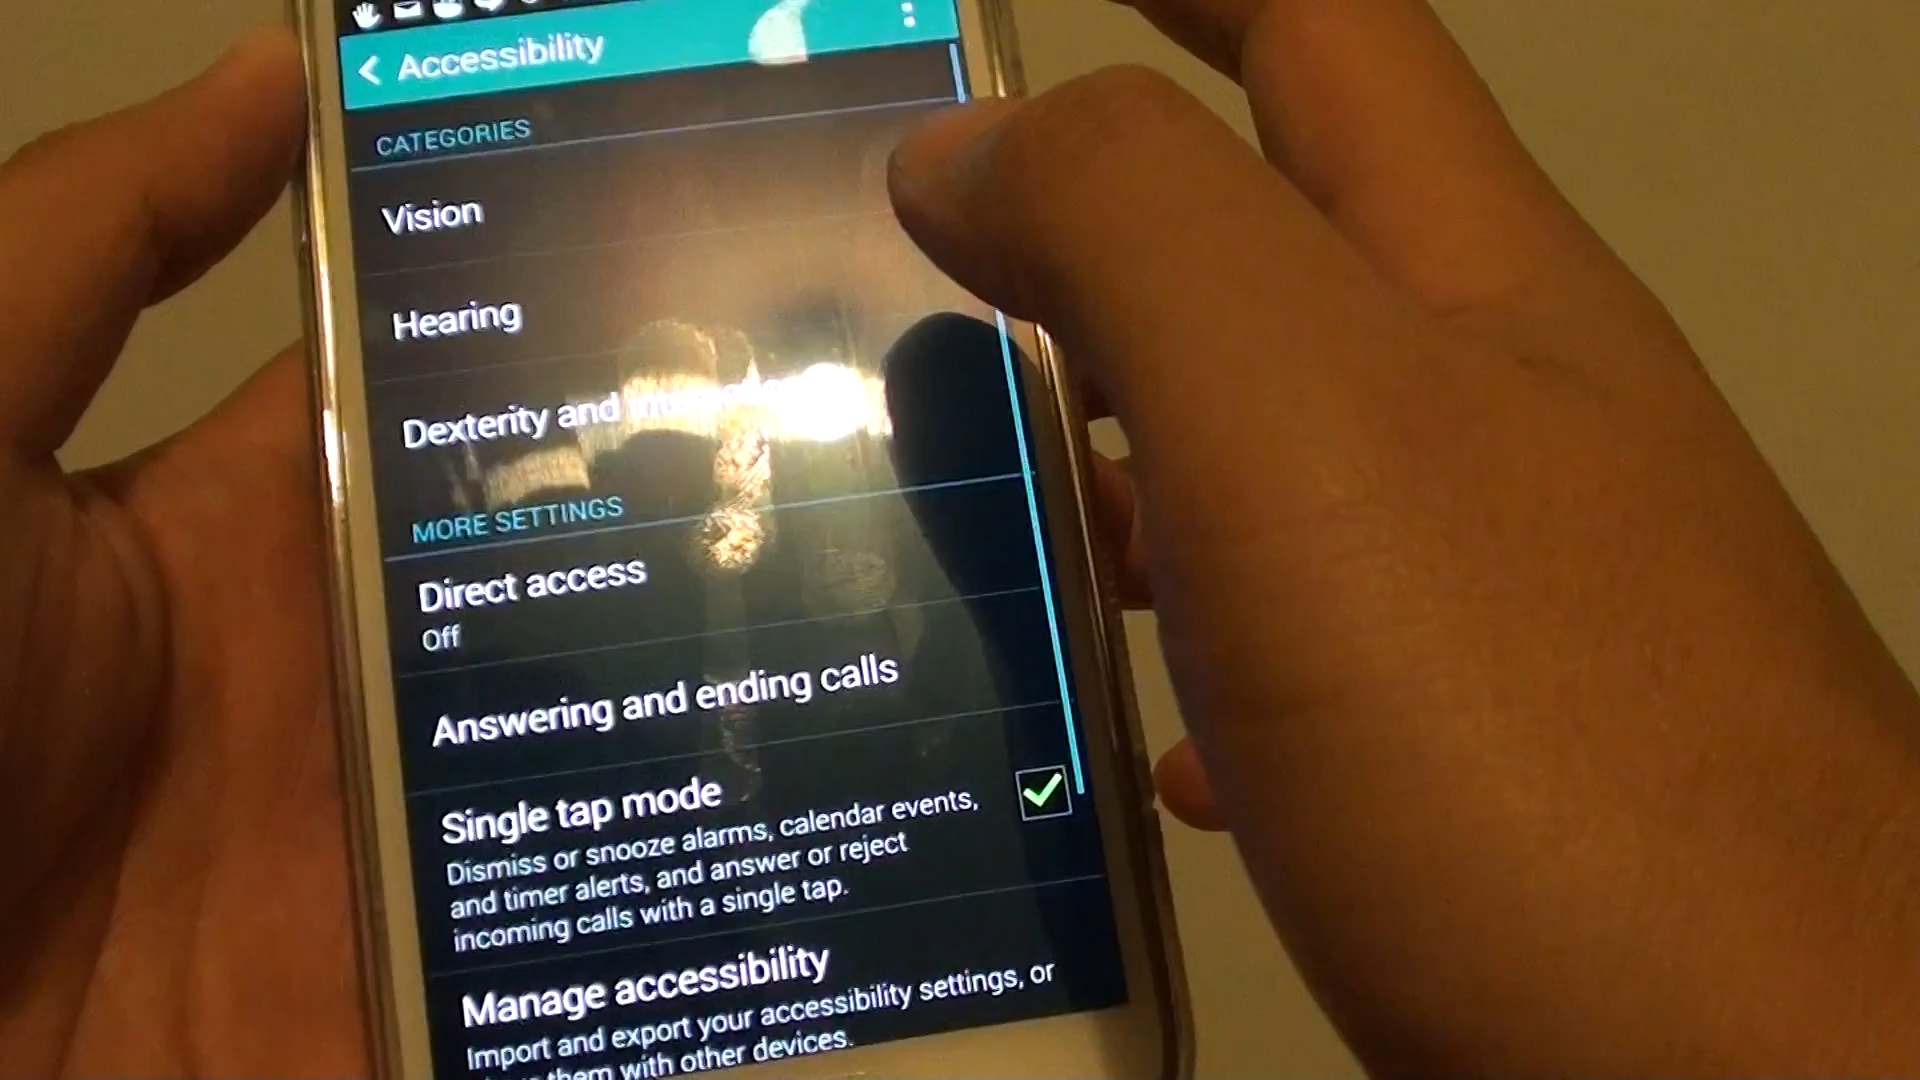 Accessibility
CATEGORIES
Vision
Hearing
Dexterity and
MORE SETTINGS
Direct access
Off
Answering and ending calls
Single tap mode
Dismiss or snooze alarms, calendar events,
and timer alerts, and answer or reject
incoming calls with a single tap.
Manage accessibility
Import and export your accessibility settings, or
them with other devices.